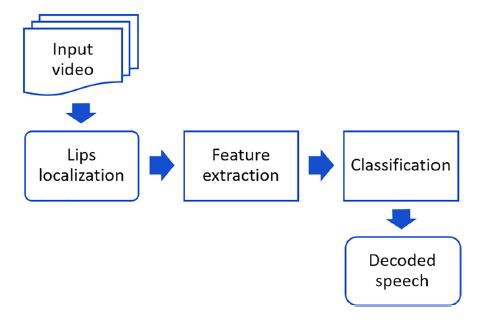 Input
video
Lips
localization
Feature
extraction
Classification
Decoded
speech